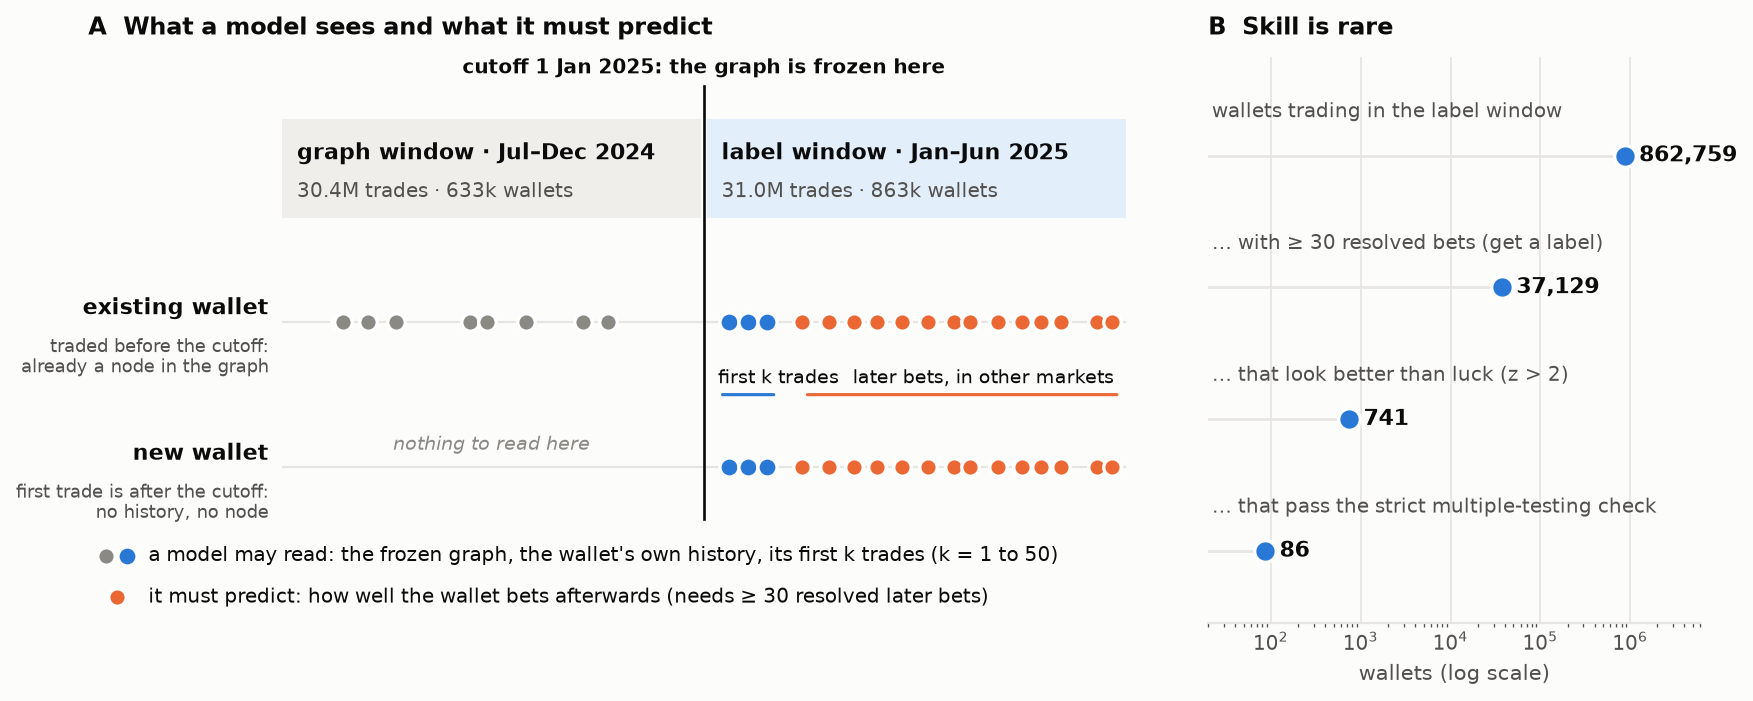 A  What a model sees and what it must predict
cutoff 1 Jan 2025: the graph is frozen here
graph window · Jul–Dec 2024
30.4M trades · 633k wallets
label window · Jan–Jun 2025
31.0M trades · 863k wallets
existing wallet
traded before the cutoff:
already a node in the graph
first k trades
later bets, in other markets
new wallet
first trade is after the cutoff:
no history, no node
nothing to read here
a model may read: the frozen graph, the wallet's own history, its first k trades (k = 1 to 50)
it must predict: how well the wallet bets afterwards (needs ≥ 30 resolved later bets)
B  Skill is rare
wallets trading in the label window
862,759
... with ≥ 30 resolved bets (get a label)
37,129
... that look better than luck (z > 2)
741
... that pass the strict multiple-testing check
86
10² 10³ 10⁴ 10⁵ 10⁶
wallets (log scale)